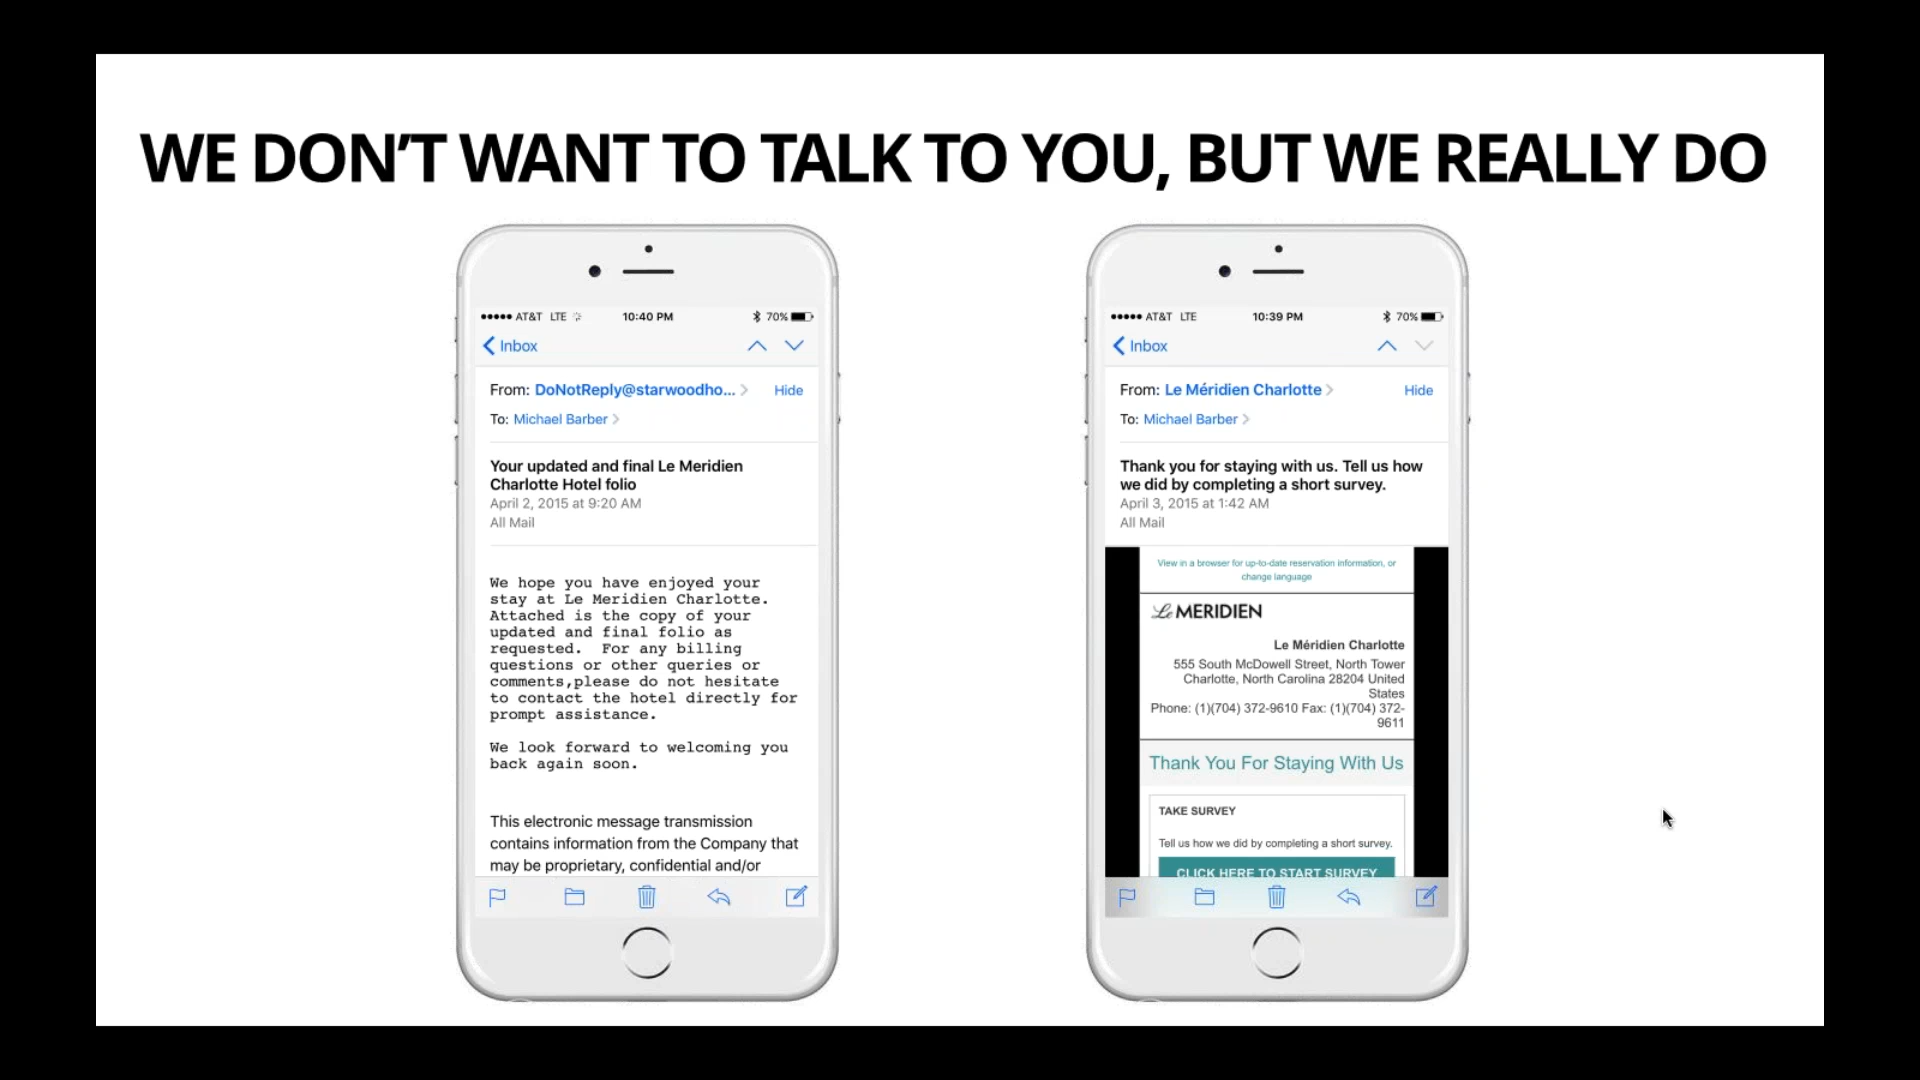 WE DON'T WANT TO TALK TO YOU, BUT WE REALLY DO
AT&T LTE 10:40 PM 70%
Inbox
From: DoNotReply@starwoodho... Hide
To: Michael Barber
Your updated and final Le Meridien
Charlotte Hotel folio
April 2, 2015 at 9:20 AM
All Mail
We hope you have enjoyed your
stay at Le Meridien Charlotte.
Attached is the copy of your
updated and final folio as
requested.  For any billing
questions or other queries or
comments,please do not hesitate
to contact the hotel directly for
prompt assistance.
We look forward to welcoming you
back again soon.
This electronic message transmission
contains information from the Company that
may be proprietary, confidential and/or
AT&T LTE 10:39 PM 70%
Inbox
From: Le Méridien Charlotte Hide
To: Michael Barber
Thank you for staying with us. Tell us how
we did by completing a short survey.
April 3, 2015 at 1:42 AM
All Mail
View in a browser for up-to-date reservation information, or
change language
Le MERIDIEN
Le Méridien Charlotte
555 South McDowell Street, North Tower
Charlotte, North Carolina 28204 United
States
Phone: (1)(704) 372-9610 Fax: (1)(704) 372-
9611
Thank You For Staying With Us
TAKE SURVEY
Tell us how we did by completing a short survey.
CLICK HERE TO START SURVEY